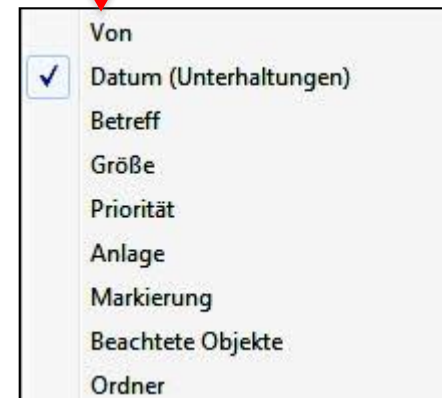 Von
Datum (Unterhaltungen)
Betreff
Größe
Priorität
Anlage
Markierung
Beachtete Objekte
Ordner